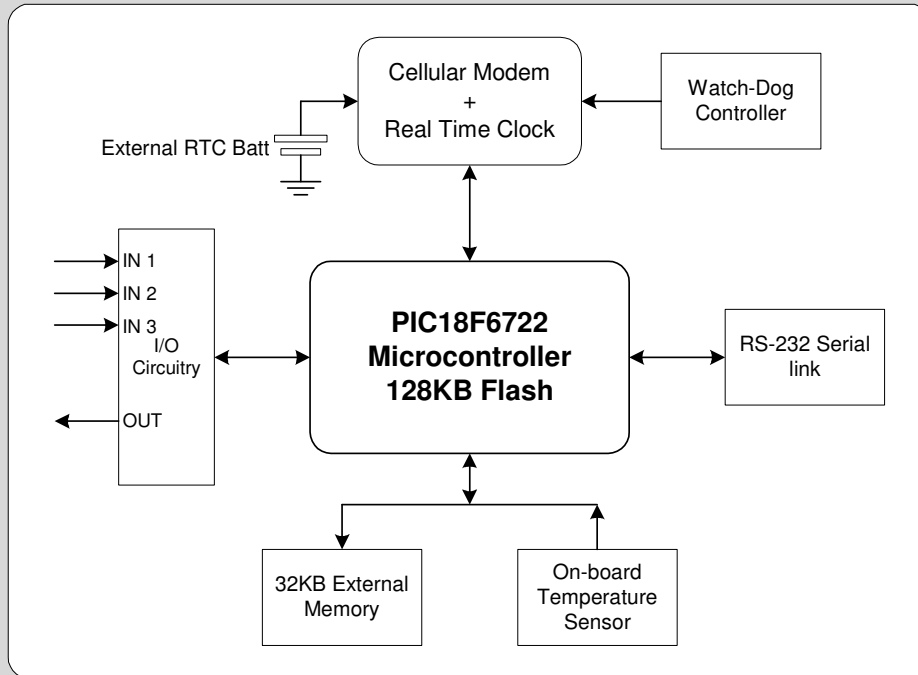 Cellular Modem
+
Real Time Clock
Watch-Dog
Controller
External RTC Batt
IN 1
IN 2
IN 3
I/O
Circuitry
OUT
PIC18F6722
Microcontroller
128KB Flash
RS-232 Serial
link
32KB External
Memory
On-board
Temperature
Sensor